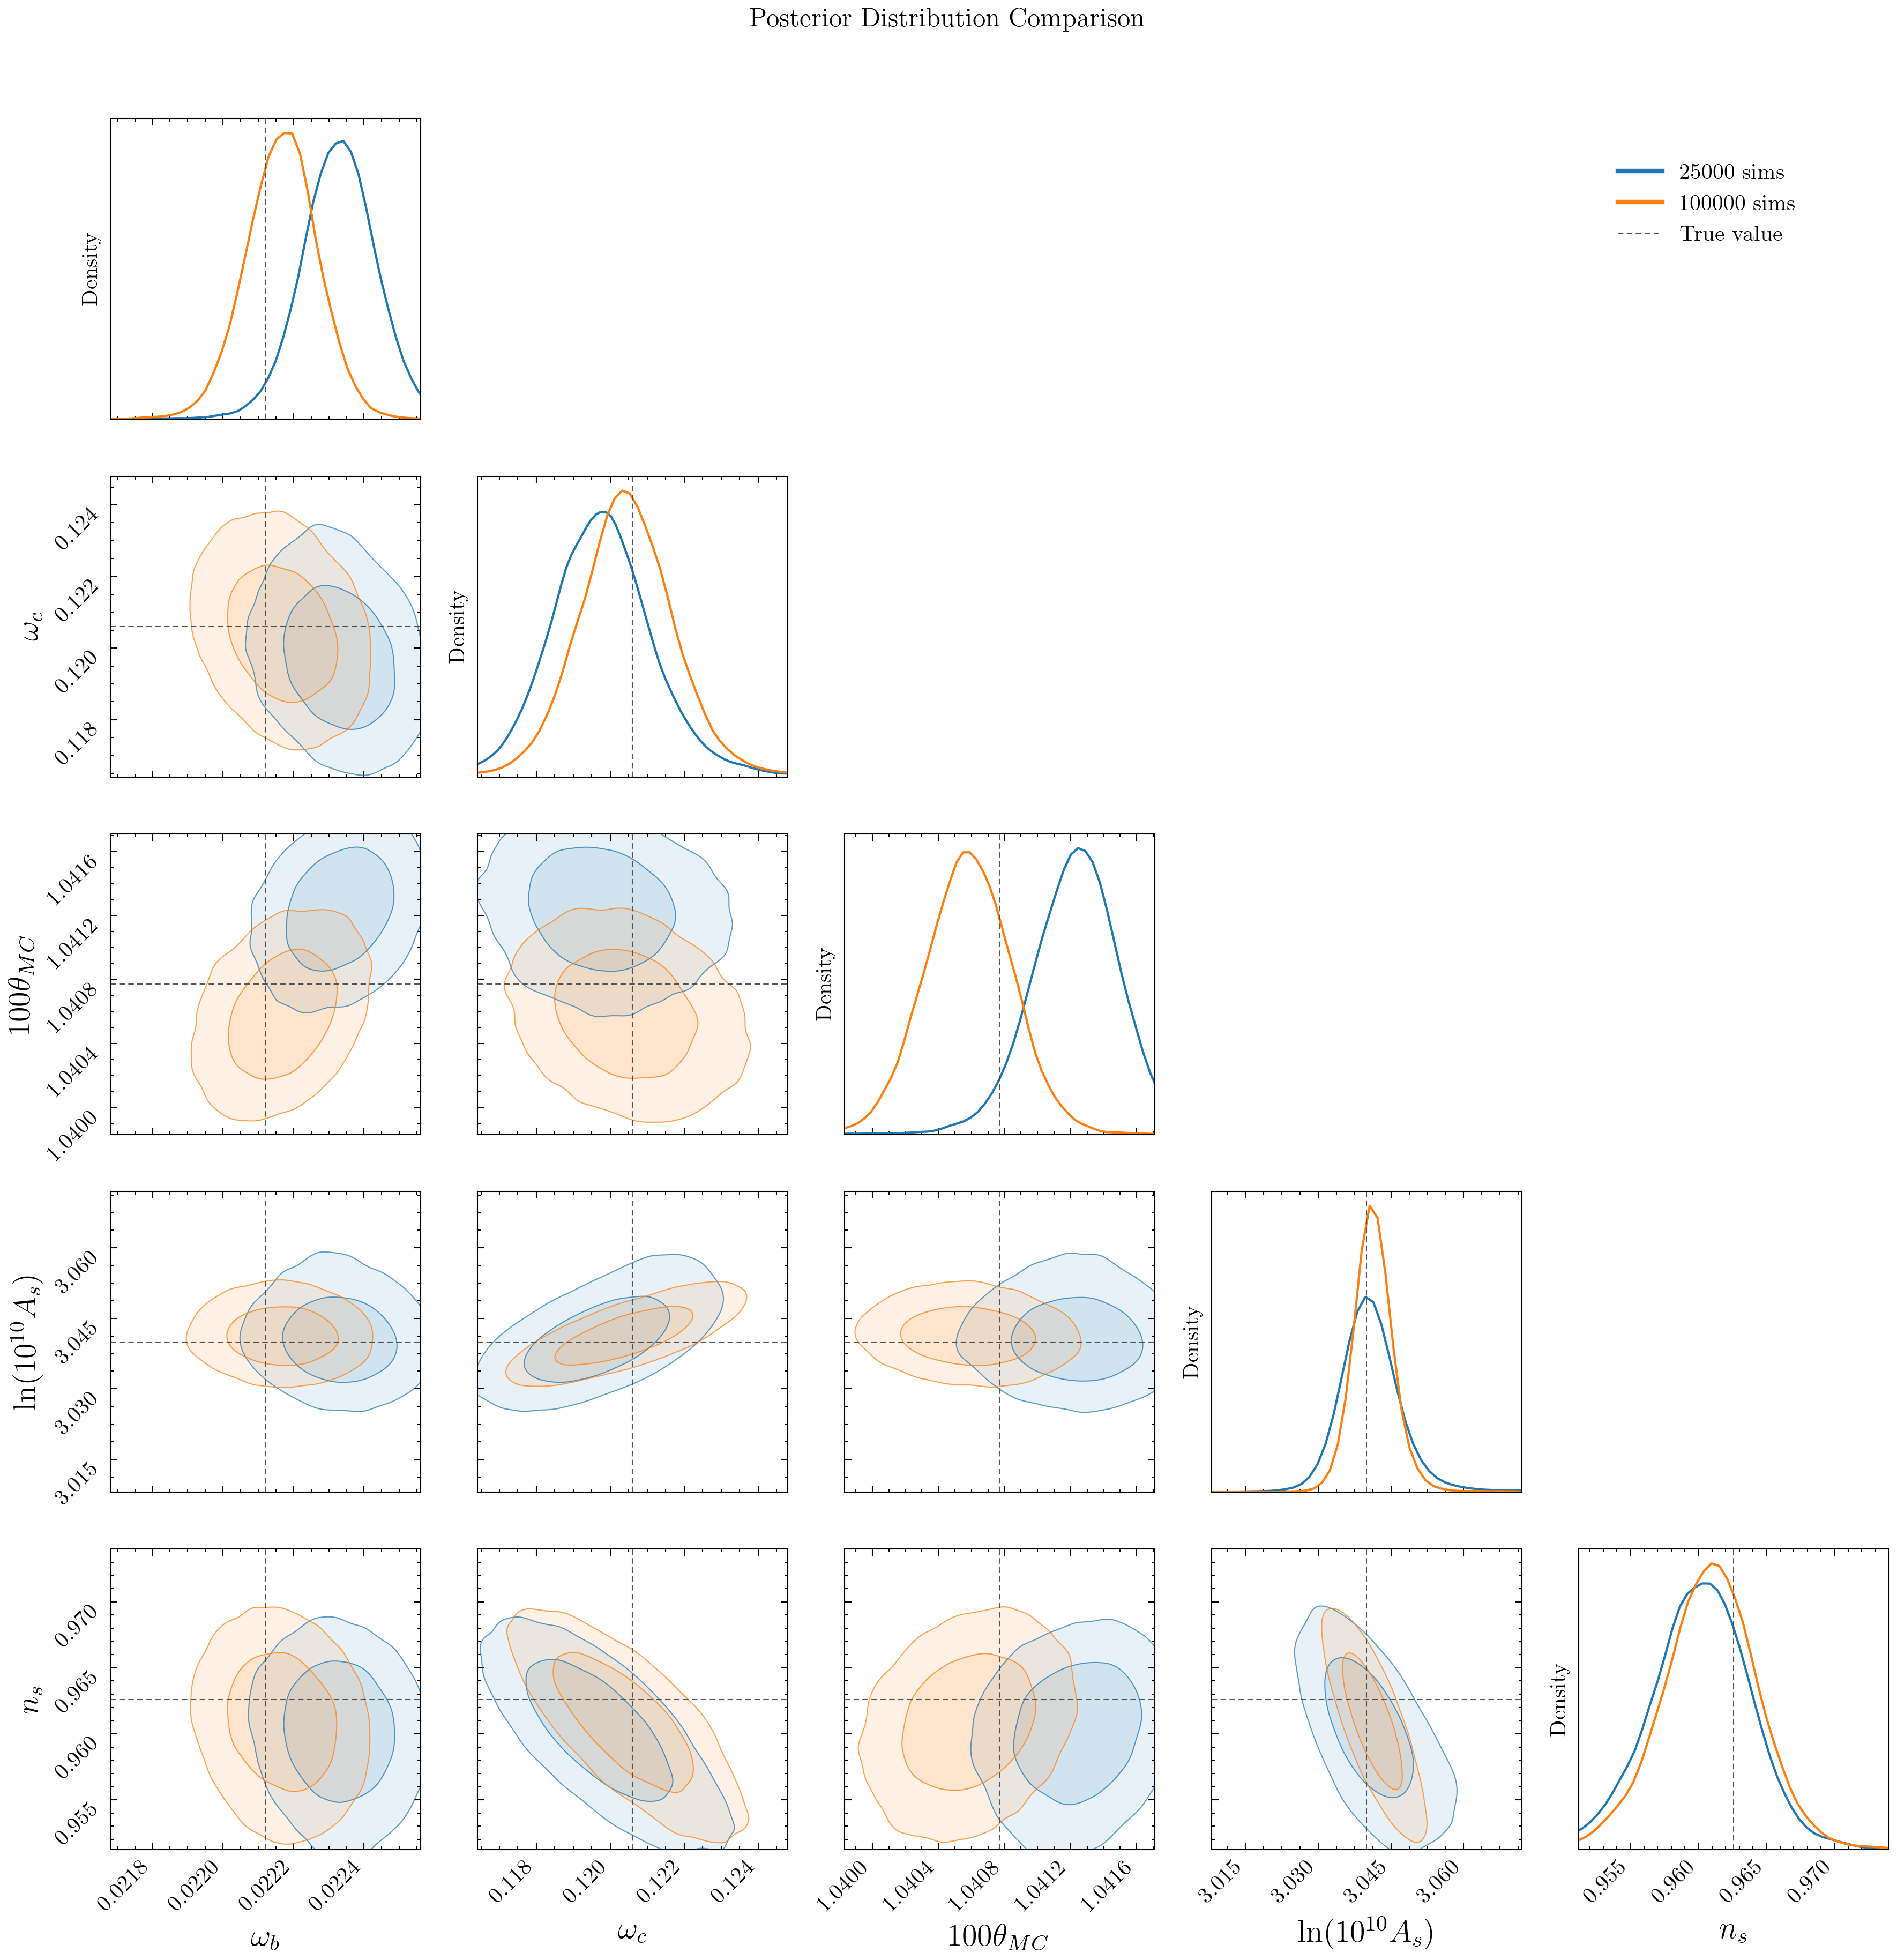 Posterior Distribution Comparison
25000 sims
100000 sims
True value
Density
ω_c
0.124
0.122
0.120
0.118
Density
100θ_{MC}
1.0416
1.0412
1.0408
1.0404
1.0400
Density
ln(10^{10} A_s)
3.060
3.045
3.030
3.015
Density
n_s
0.970
0.965
0.960
0.955
Density
0.0218 0.0220 0.0222 0.0224
0.118 0.120 0.122 0.124
1.0400 1.0404 1.0408 1.0412 1.0416
3.015 3.030 3.045 3.060
0.955 0.960 0.965 0.970
ω_b ω_c 100θ_{MC} ln(10^{10} A_s) n_s